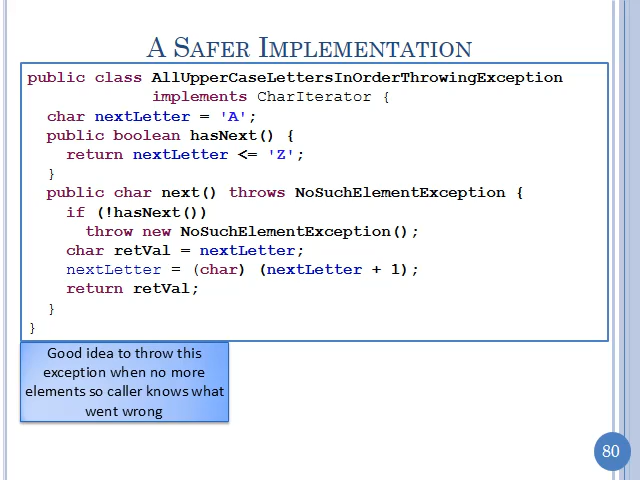 A SAFER IMPLEMENTATION
public class AllUpperCaseLettersInOrderThrowingException
implements CharIterator {
char nextLetter = 'A';
public boolean hasNext() {
return nextLetter <= 'Z';
}
public char next() throws NoSuchElementException {
if (!hasNext())
throw new NoSuchElementException();
char retVal = nextLetter;
nextLetter = (char) (nextLetter + 1);
return retVal;
}
}
Good idea to throw this
exception when no more
elements so caller knows what
went wrong
80